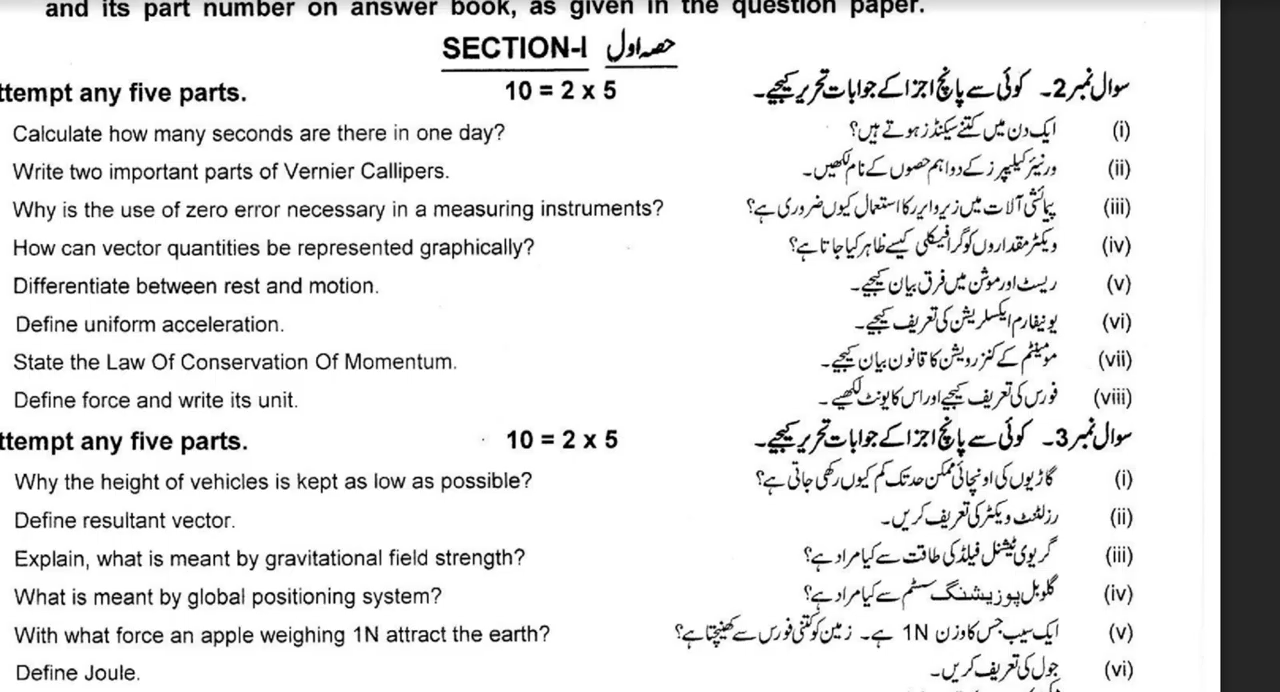 and its part number on answer book, as given in the question paper.
SECTION-I حصہ اول
ttempt any five parts. 10 = 2 x 5 سوال نمبر 2۔ کوئی سے پانچ اجزا کے جوابات تحریر کیجیے۔
Calculate how many seconds are there in one day? ایک دن میں کتنے سیکنڈز ہوتے ہیں؟ (i)
Write two important parts of Vernier Callipers. ورنیئر کیلیپرز کے دو اہم حصوں کے نام لکھیں۔ (ii)
Why is the use of zero error necessary in a measuring instruments? پیمائشی آلات میں زیرو ایرر کا استعمال کیوں ضروری ہے؟ (iii)
How can vector quantities be represented graphically? ویکٹر مقداروں کو گرافیکلی کیسے ظاہر کیا جاتا ہے؟ (iv)
Differentiate between rest and motion. ریسٹ اور موشن میں فرق بیان کیجیے۔ (v)
Define uniform acceleration. یونیفارم ایکسلریشن کی تعریف کیجیے۔ (vi)
State the Law Of Conservation Of Momentum. مومینٹم کے کنزرویشن کا قانون بیان کیجیے۔ (vii)
Define force and write its unit. فورس کی تعریف کیجیے اور اس کا یونٹ لکھیے۔ (viii)
ttempt any five parts. 10 = 2 x 5 سوال نمبر 3۔ کوئی سے پانچ اجزا کے جوابات تحریر کیجیے۔
Why the height of vehicles is kept as low as possible? گاڑیوں کی اونچائی ممکن حد تک کم کیوں رکھی جاتی ہے؟ (i)
Define resultant vector. رزلٹنٹ ویکٹر کی تعریف کریں۔ (ii)
Explain, what is meant by gravitational field strength? گریوی ٹیشنل فیلڈ کی طاقت سے کیا مراد ہے؟ (iii)
What is meant by global positioning system? گلوبل پوزیشننگ سسٹم سے کیا مراد ہے؟ (iv)
With what force an apple weighing 1N attract the earth? ایک سیب جس کا وزن 1N ہے۔ زمین کو کتنی فورس سے کھینچتا ہے؟ (v)
Define Joule. جول کی تعریف کریں۔ (vi)